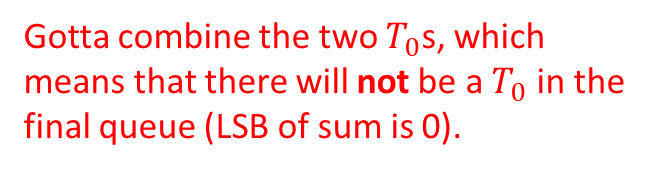 Gotta combine the two T₀s, which
means that there will not be a T₀ in the
final queue (LSB of sum is 0).